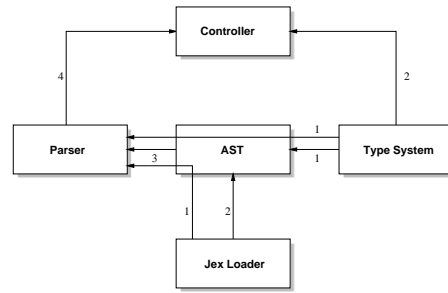 Controller
4
2
1
Parser
AST
Type System
3
1
1
2
Jex Loader